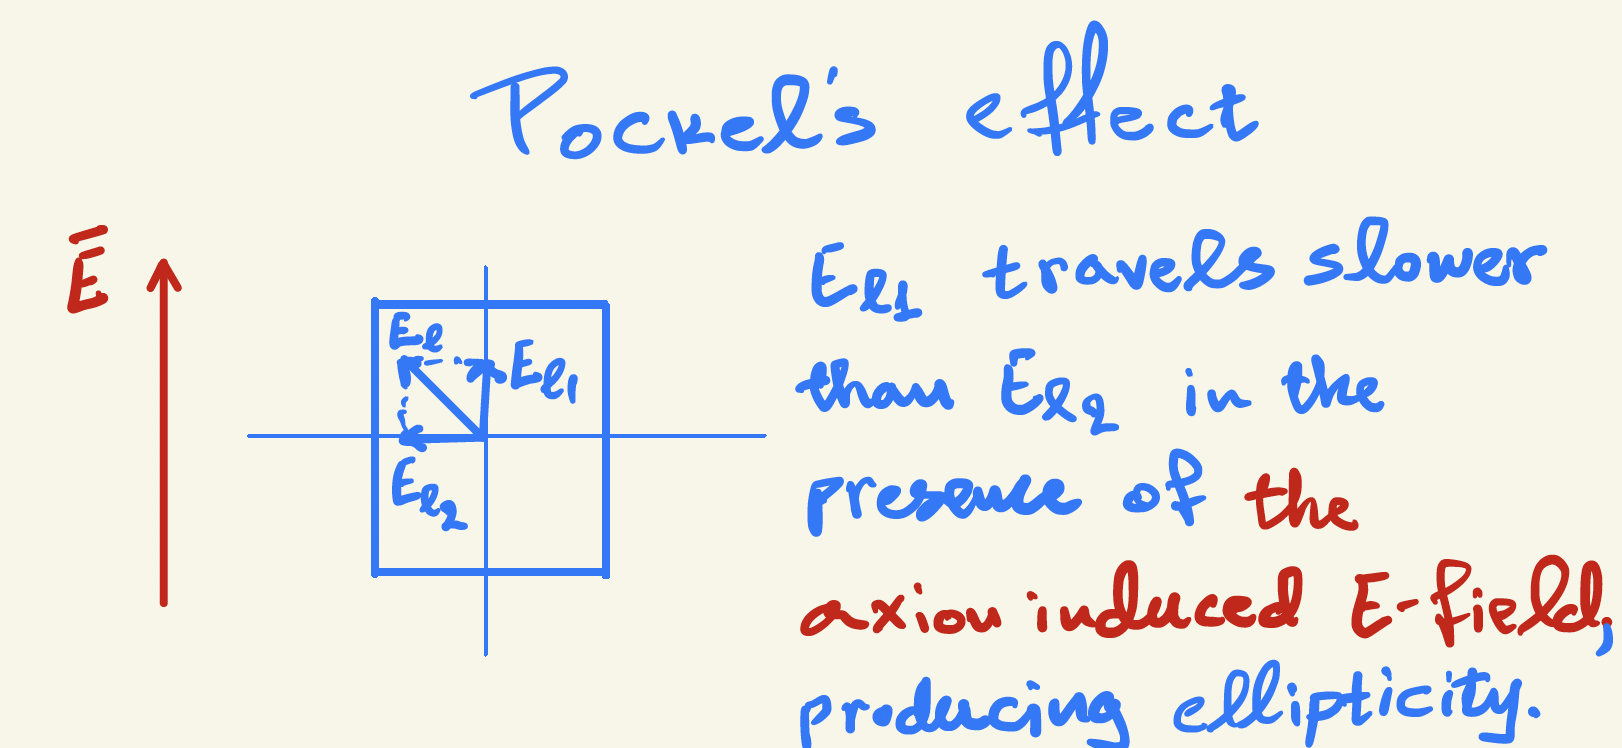 Pockel's effect
E̅
El
El1
El2
El1 travels slower
than El2 in the
presence of the
axion induced E-field,
producing ellipticity.